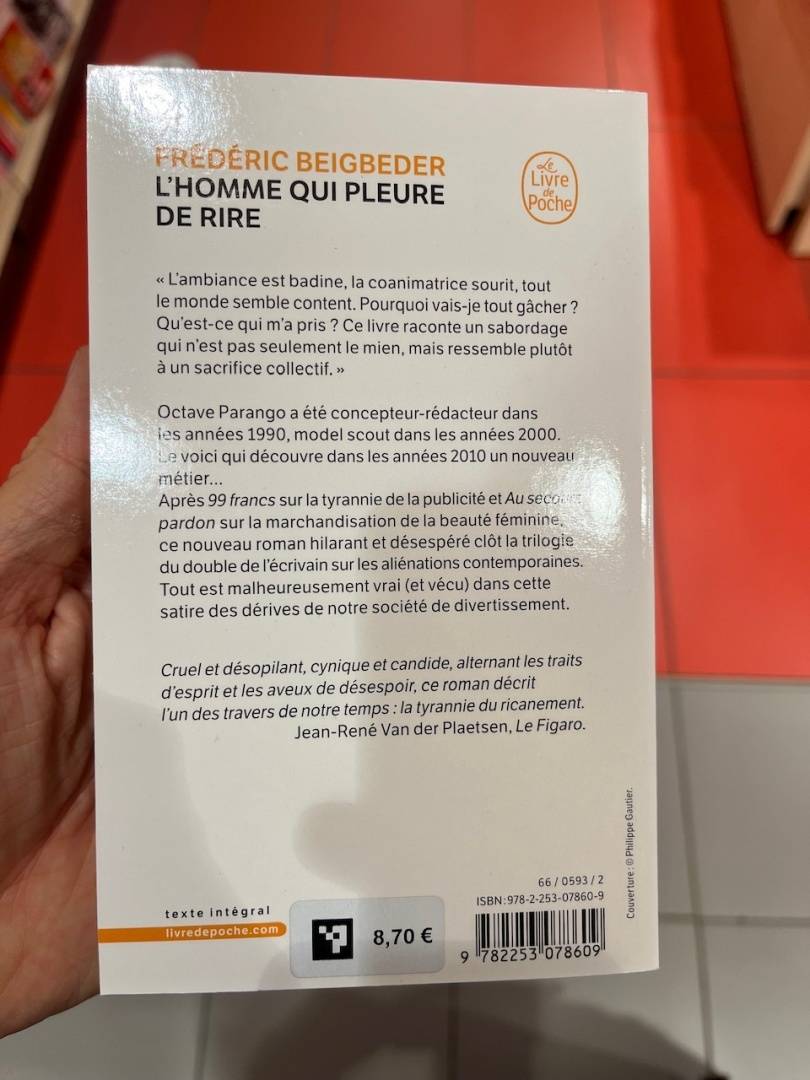 FRÉDÉRIC BEIGBEDER
L'HOMME QUI PLEURE
DE RIRE
Le
Livre
de
Poche
« L'ambiance est badine, la coanimatrice sourit, tout
le monde semble content. Pourquoi vais-je tout gâcher ?
Qu'est-ce qui m'a pris ? Ce livre raconte un sabordage
qui n'est pas seulement le mien, mais ressemble plutôt
à un sacrifice collectif. »
Octave Parango a été concepteur-rédacteur dans
les années 1990, model scout dans les années 2000.
Le voici qui découvre dans les années 2010 un nouveau
métier...
Après 99 francs sur la tyrannie de la publicité et Au secours
pardon sur la marchandisation de la beauté féminine,
ce nouveau roman hilarant et désespéré clôt la trilogie
du double de l'écrivain sur les aliénations contemporaines.
Tout est malheureusement vrai (et vécu) dans cette
satire des dérives de notre société de divertissement.
Cruel et désopilant, cynique et candide, alternant les traits
d'esprit et les aveux de désespoir, ce roman décrit
l'un des travers de notre temps : la tyrannie du ricanement.
Jean-René Van der Plaetsen, Le Figaro.
Couverture : © Philippe Gautier.
66 / 0593 / 2
ISBN : 978-2-253-07860-9
texte intégral
livredepoche.com
8,70 €
9 782253 078609